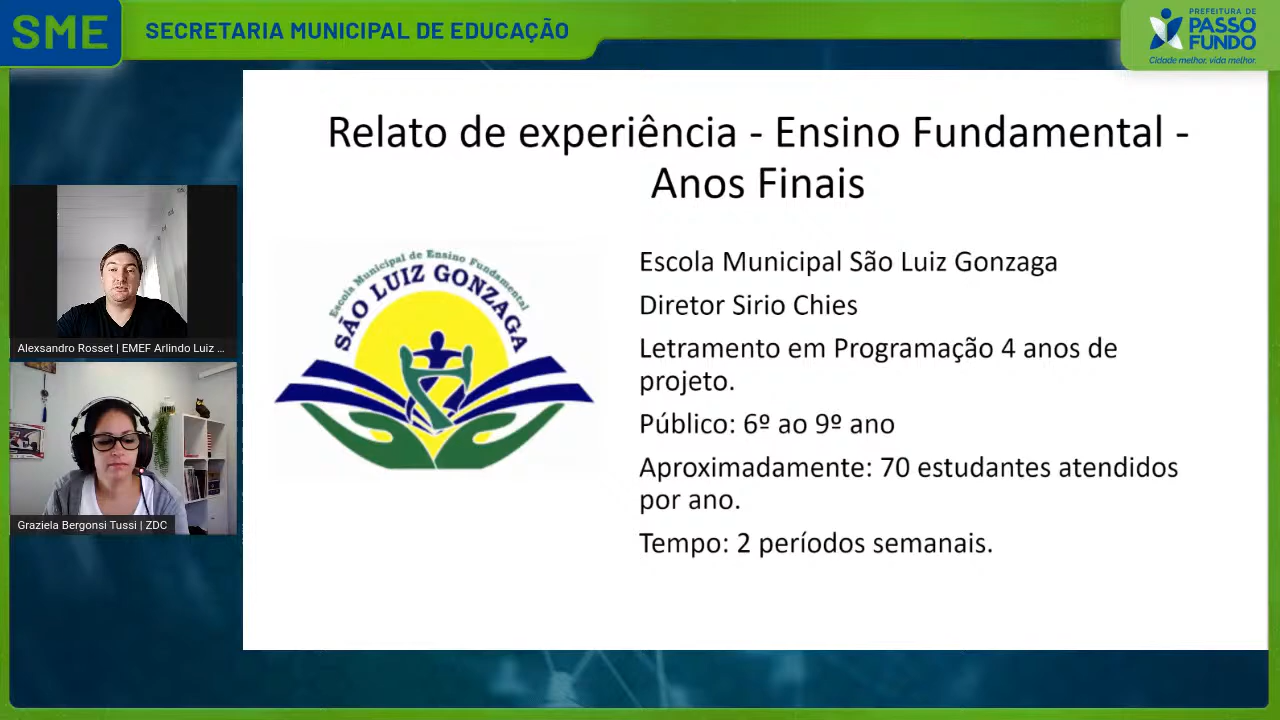 SME
SECRETARIA MUNICIPAL DE EDUCAÇÃO
PREFEITURA DE
PASSO
FUNDO
Cidade melhor, vida melhor.
Relato de experiência - Ensino Fundamental -
Anos Finais
Escola Municipal de Ensino Fundamental
SÃO LUIZ GONZAGA
Escola Municipal São Luiz Gonzaga
Diretor Sirio Chies
Letramento em Programação 4 anos de
projeto.
Público: 6º ao 9º ano
Aproximadamente: 70 estudantes atendidos
por ano.
Tempo: 2 períodos semanais.
Alexsandro Rosset | EMEF Arlindo Luiz ...
Graziela Bergonsi Tussi | ZDC